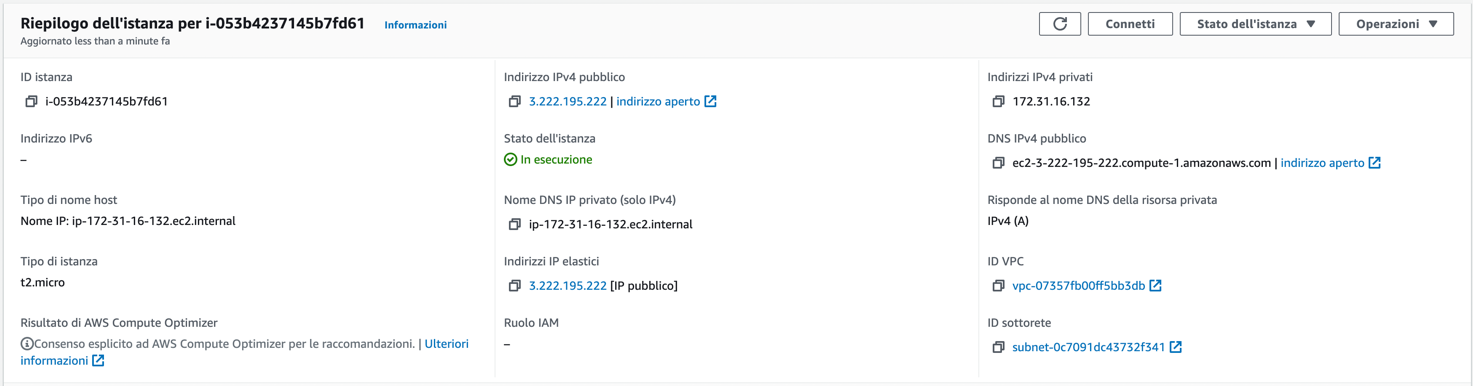 Riepilogo dell'istanza per i-053b4237145b7fd61 Informazioni
Aggiornato less than a minute fa
Connetti
Stato dell'istanza
Operazioni
ID istanza
i-053b4237145b7fd61
Indirizzo IPv4 pubblico
3.222.195.222 | indirizzo aperto
Indirizzi IPv4 privati
172.31.16.132
Indirizzo IPv6
–
Stato dell'istanza
In esecuzione
DNS IPv4 pubblico
ec2-3-222-195-222.compute-1.amazonaws.com | indirizzo aperto
Tipo di nome host
Nome IP: ip-172-31-16-132.ec2.internal
Nome DNS IP privato (solo IPv4)
ip-172-31-16-132.ec2.internal
Risponde al nome DNS della risorsa privata
IPv4 (A)
Tipo di istanza
t2.micro
Indirizzi IP elastici
3.222.195.222 [IP pubblico]
ID VPC
vpc-07357fb00ff5bb3db
Risultato di AWS Compute Optimizer
Consenso esplicito ad AWS Compute Optimizer per le raccomandazioni. | Ulteriori
informazioni
Ruolo IAM
–
ID sottorete
subnet-0c7091dc43732f341